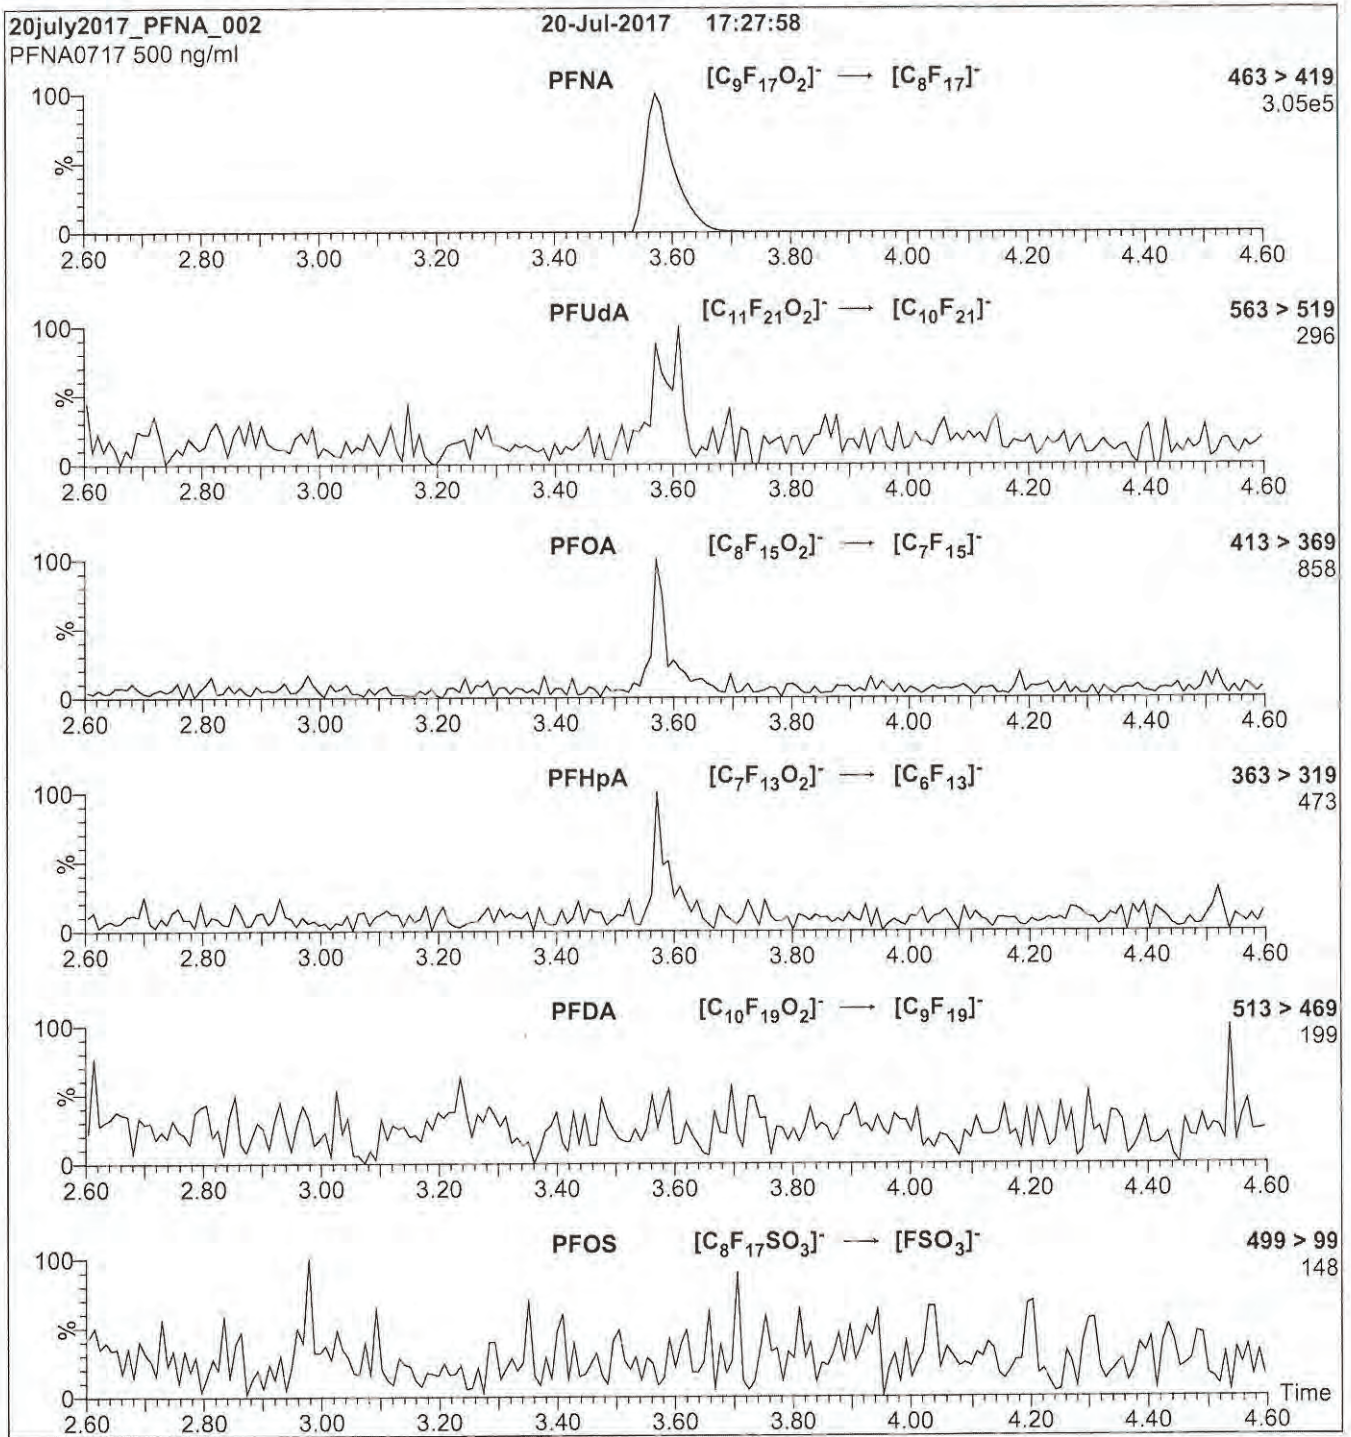 20july2017_PFNA_002 20-Jul-2017 17:27:58
PFNA0717 500 ng/ml
PFNA [C₉F₁₇O₂]⁻ → [C₈F₁₇]⁻ 463 > 419
3.05e5
100
%
0
2.60 2.80 3.00 3.20 3.40 3.60 3.80 4.00 4.20 4.40 4.60
PFUdA [C₁₁F₂₁O₂]⁻ → [C₁₀F₂₁]⁻ 563 > 519
296
100
%
0
2.60 2.80 3.00 3.20 3.40 3.60 3.80 4.00 4.20 4.40 4.60
PFOA [C₈F₁₅O₂]⁻ → [C₇F₁₅]⁻ 413 > 369
858
100
%
0
2.60 2.80 3.00 3.20 3.40 3.60 3.80 4.00 4.20 4.40 4.60
PFHpA [C₇F₁₃O₂]⁻ → [C₆F₁₃]⁻ 363 > 319
473
100
%
0
2.60 2.80 3.00 3.20 3.40 3.60 3.80 4.00 4.20 4.40 4.60
PFDA [C₁₀F₁₉O₂]⁻ → [C₉F₁₉]⁻ 513 > 469
199
100
%
0
2.60 2.80 3.00 3.20 3.40 3.60 3.80 4.00 4.20 4.40 4.60
PFOS [C₈F₁₇SO₃]⁻ → [FSO₃]⁻ 499 > 99
148
100
%
0
Time
2.60 2.80 3.00 3.20 3.40 3.60 3.80 4.00 4.20 4.40 4.60